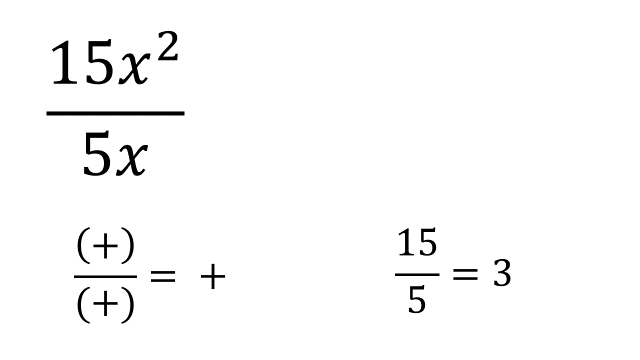 15x²
5x
(+)
(+) = +
15
5 = 3